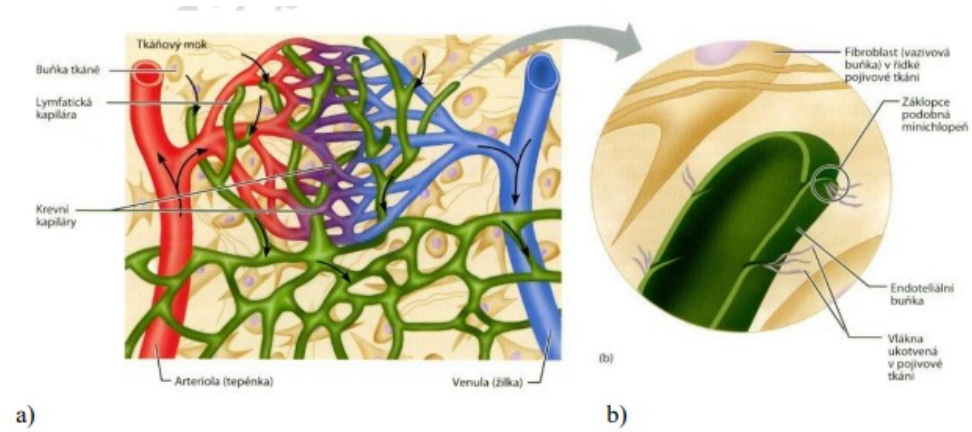 Tkáňový mok
Buňka tkáně
Lymfatická
kapilára
Krevní
kapiláry
Arteriola (tepénka)
Venula (žilka)
Fibroblast (vazivová
buňka) v řídké
pojivové tkáni
Záklopce
podobná
minichlopeň
Endoteliální
buňka
Vlákna
ukotvená
v pojivové
tkáni
(b)
a)
b)